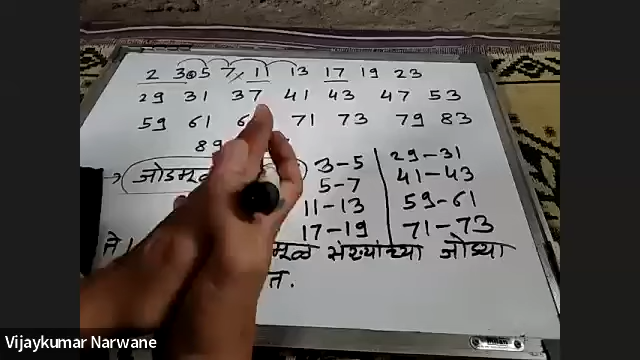 2 3 5 7 11 13 17 19 23
29 31 37 41 43 47 53
59 61 71 73 79 83
89
जोडमूळ
3-5 29-31
5-7 41-43
11-13 59-61
17-19 71-73
संख्यांच्या जोड्या
Vijaykumar Narwane